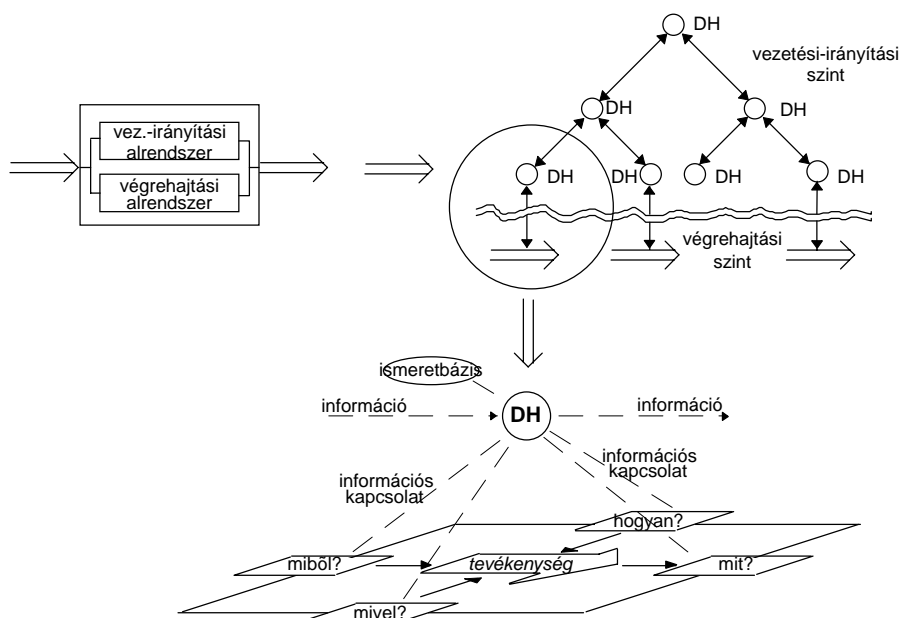 DH
vezetési-irányítási
szint
DH
DH
vez.-irányítási
alrendszer
végrehajtási
alrendszer
DH
DH
DH
DH
végrehajtási
szint
ismeretbázis
információ
DH
információ
információs
kapcsolat
információs
kapcsolat
hogyan?
mibõl?
tevékenység
mit?
mivel?